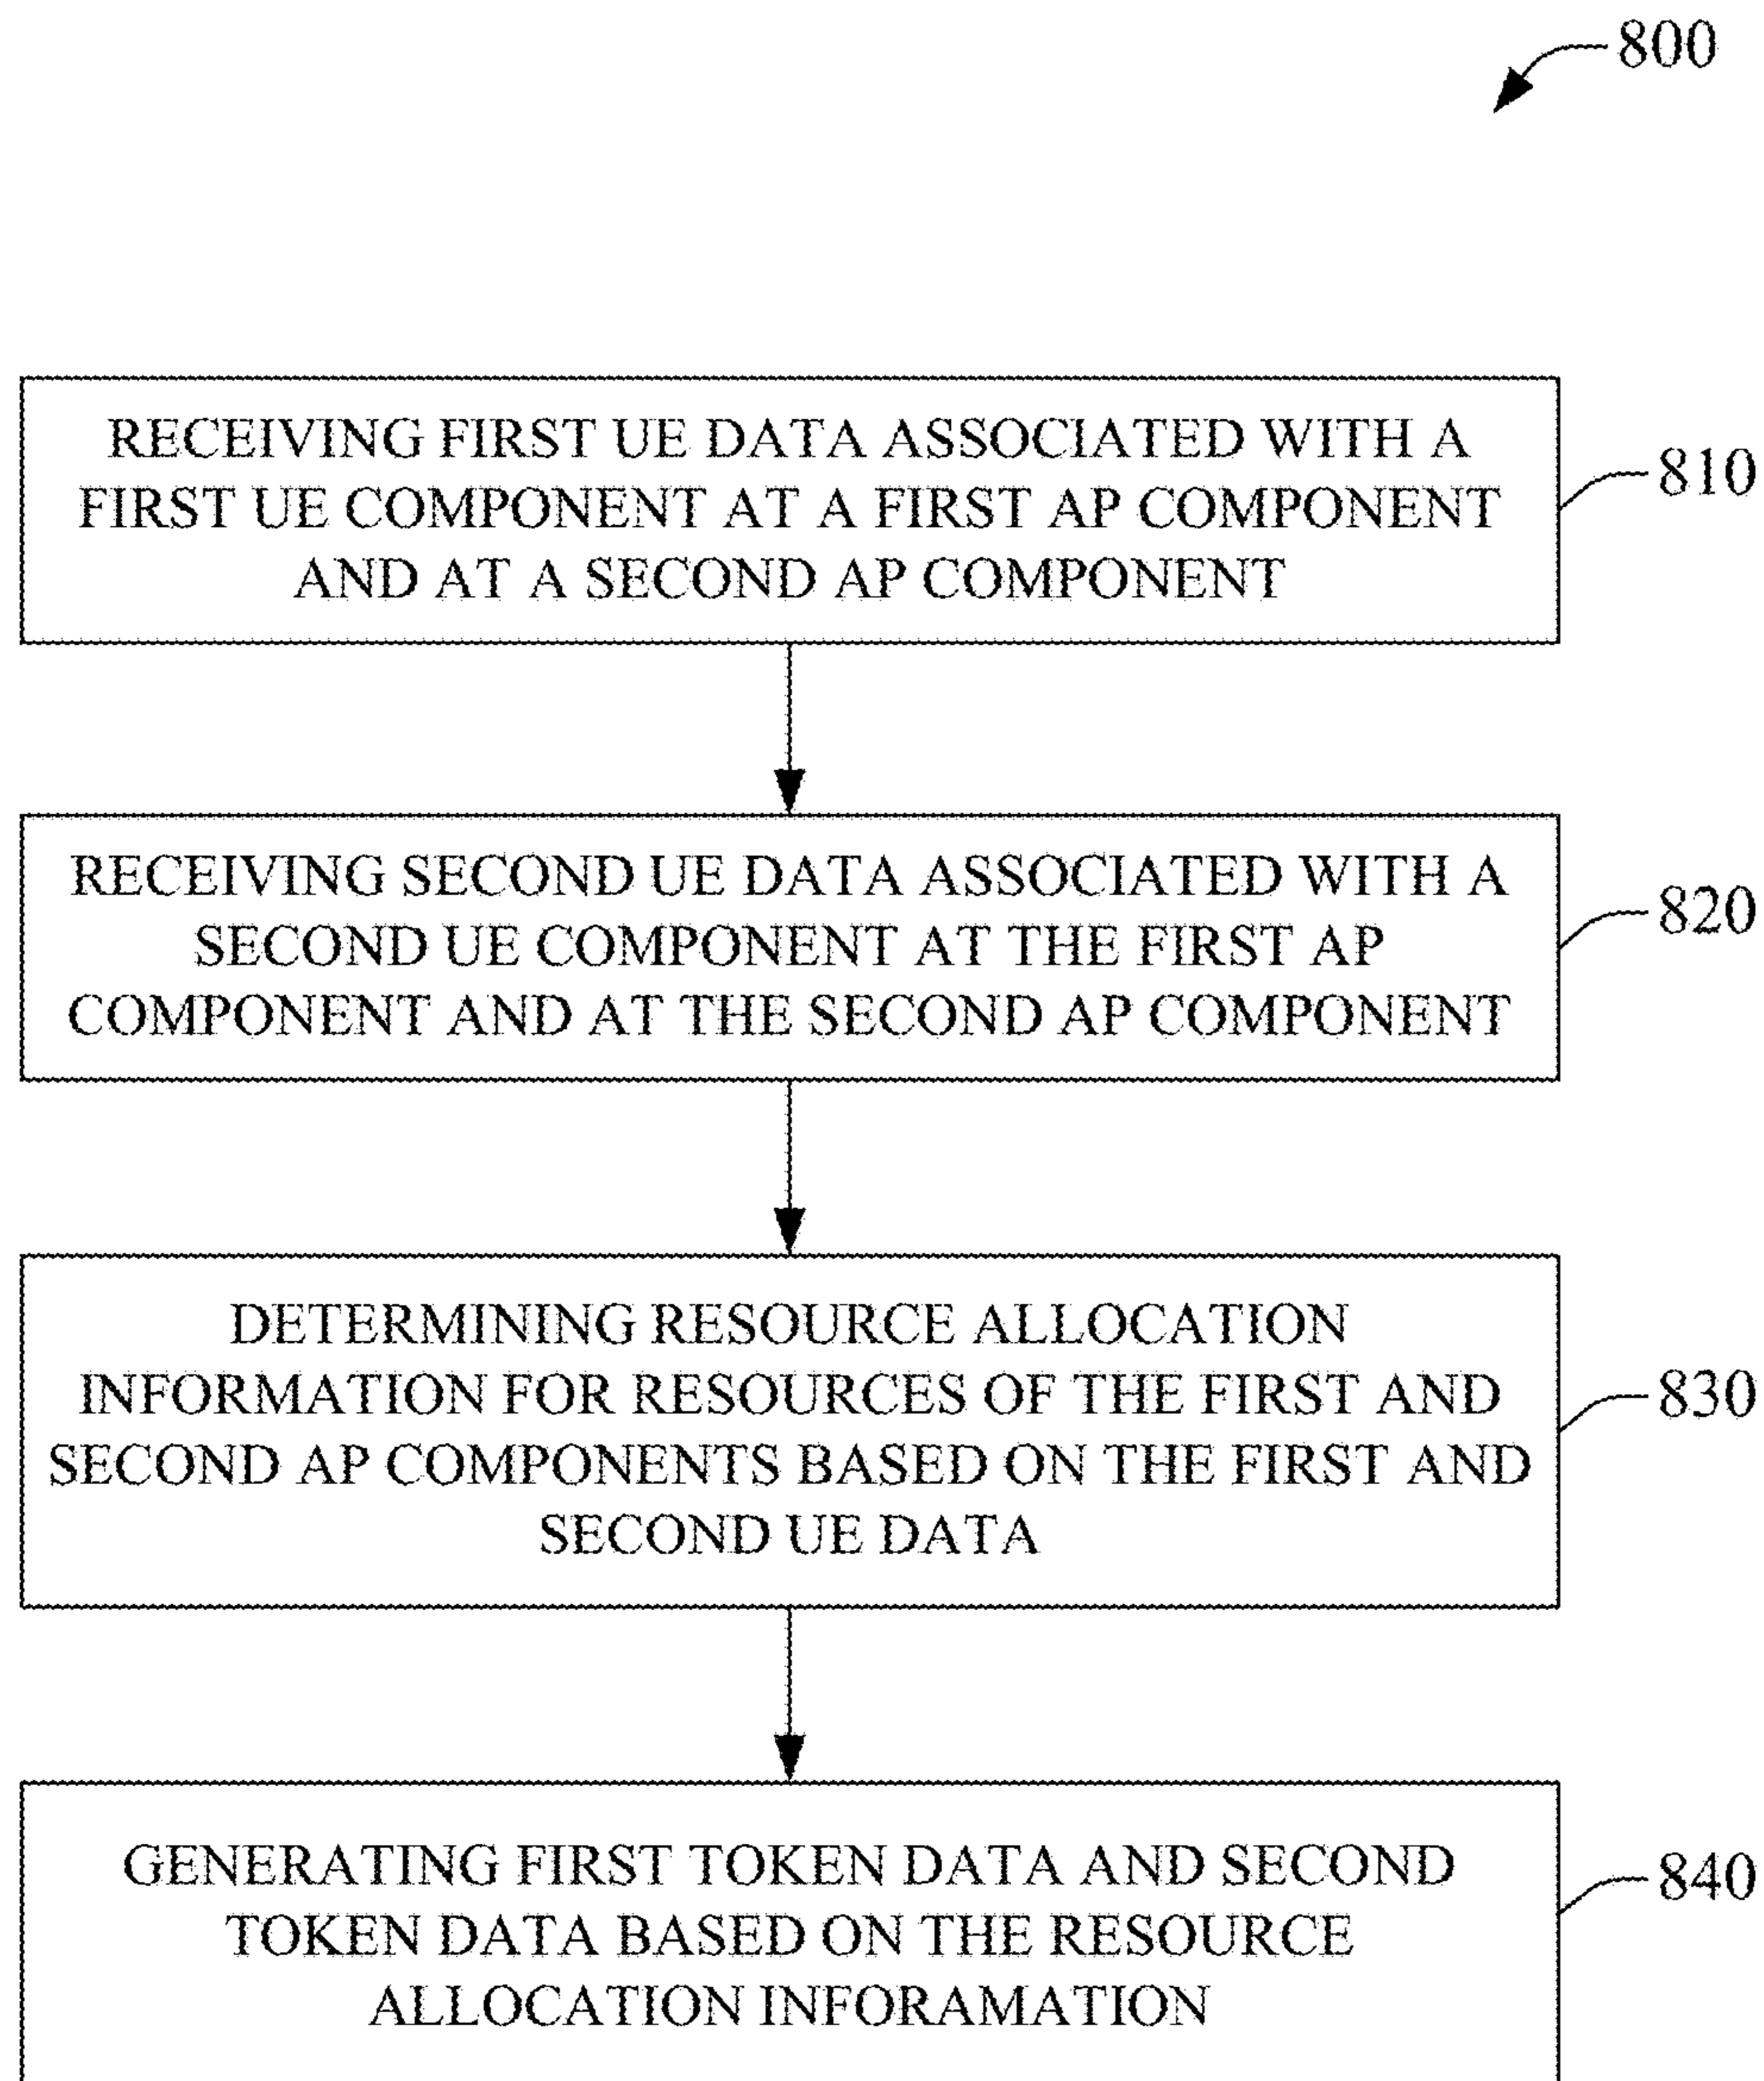 800
RECEIVING FIRST UE DATA ASSOCIATED WITH A
FIRST UE COMPONENT AT A FIRST AP COMPONENT
AND AT A SECOND AP COMPONENT
810
RECEIVING SECOND UE DATA ASSOCIATED WITH A
SECOND UE COMPONENT AT THE FIRST AP
COMPONENT AND AT THE SECOND AP COMPONENT
820
DETERMINING RESOURCE ALLOCATION
INFORMATION FOR RESOURCES OF THE FIRST AND
SECOND AP COMPONENTS BASED ON THE FIRST AND
SECOND UE DATA
830
GENERATING FIRST TOKEN DATA AND SECOND
TOKEN DATA BASED ON THE RESOURCE
ALLOCATION INFORAMATION
840